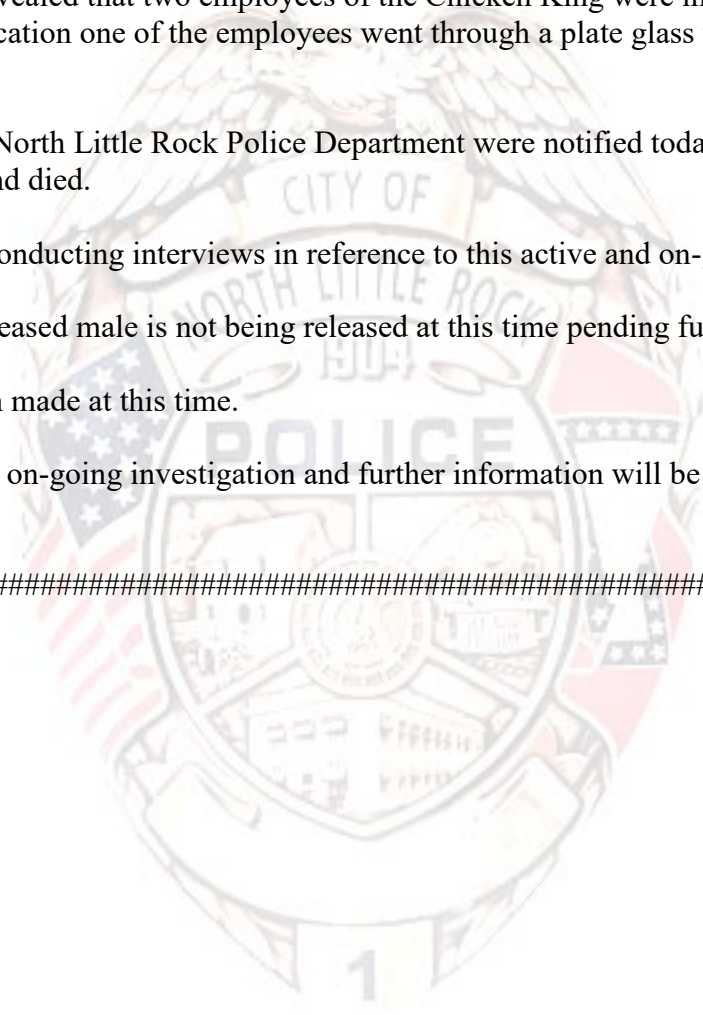 vealed that two employees of the Chicken King were in
cation one of the employees went through a plate glass
North Little Rock Police Department were notified toda
nd died.
CITY OF
onducting interviews in reference to this active and on-
NORTH LITTLE ROCK
eased male is not being released at this time pending fu
1904
n made at this time.
POLICE
on-going investigation and further information will be
############################################
1